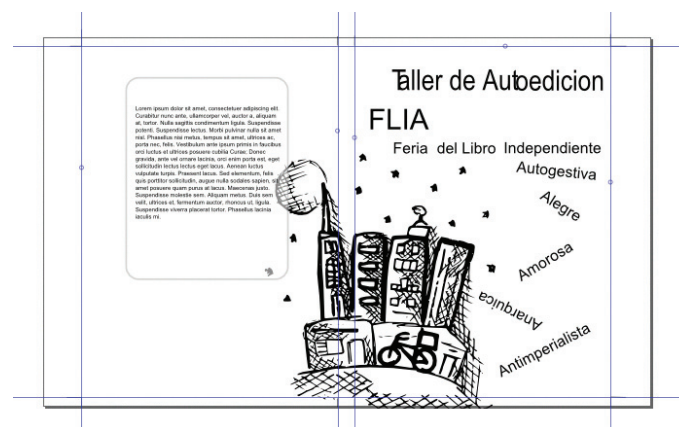 Lorem ipsum dolor sit amet, consectetuer adipiscing elit.
Curabitur nunc ante, ullamcorper vel, auctor a, aliquam
at, tortor. Nulla sagittis condimentum ligula. Suspendisse
potenti. Suspendisse lectus. Morbi pulvinar nulla sit amet
nisl. Phasellus nisi metus, tempus sit amet, ultrices ac,
porta nec, felis. Vestibulum ante ipsum primis in faucibus
orci luctus et ultrices posuere cubilia Curae; Donec
gravida, ante vel ornare lacinia, orci enim porta est, eget
sollicitudin lectus lectus eget lacus. Aenean luctus
vulputate turpis. Praesent lacus. Sed elementum, felis
quis porttitor sollicitudin, augue nulla sodales sapien, sit
amet posuere quam purus at lacus. Maecenas justo.
Suspendisse molestie sem. Aliquam metus. Duis sem
velit, ultrices et, fermentum auctor, rhoncus ut, ligula.
Suspendisse viverra placerat tortor. Phasellus lacinia
iaculis mi.
Taller de Autoedicion
FLIA
Feria del Libro Independiente
Autogestiva
Alegre
Amorosa
Anarquica
Antimperialista